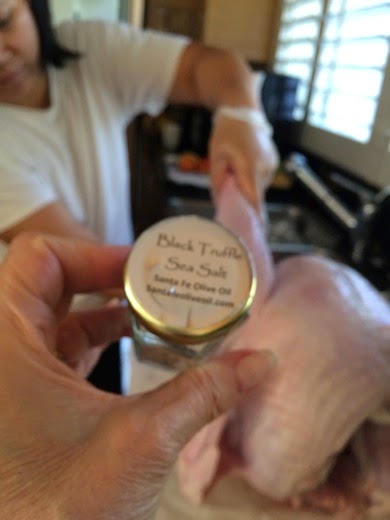 Black Truffle
Sea Salt
Santa Fe Olive Oil
Santafeoliveoil.com